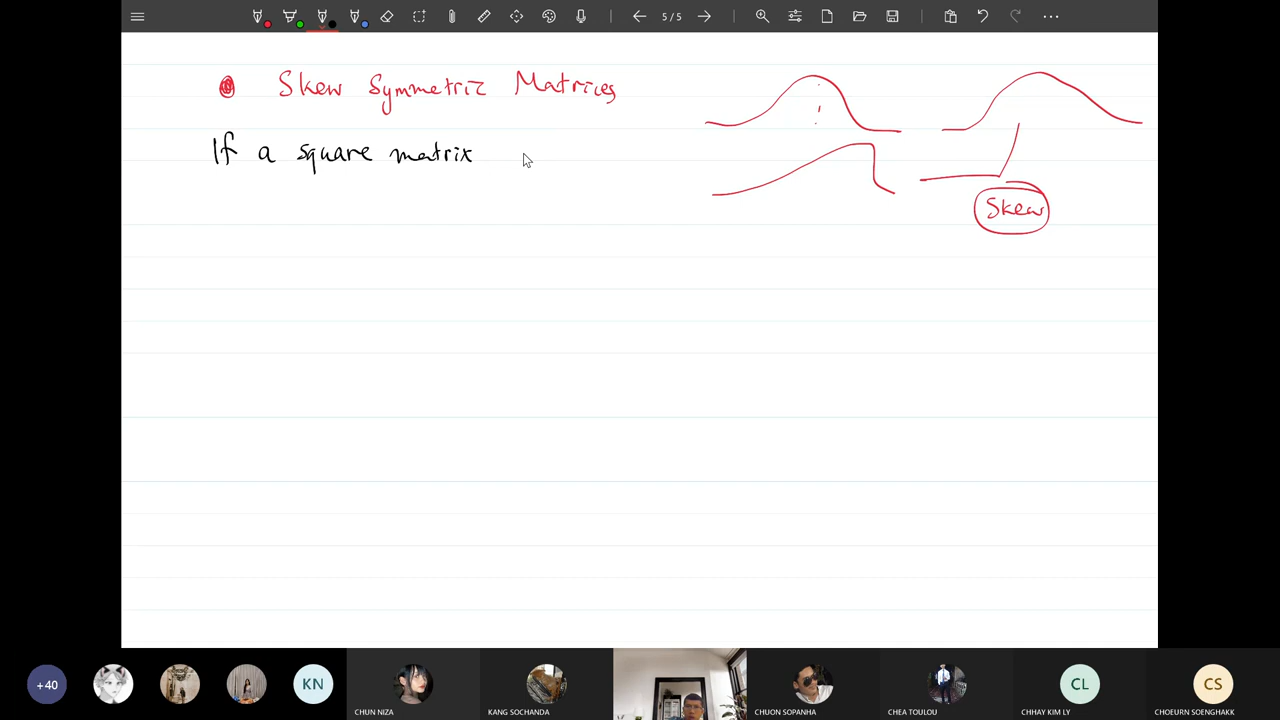 5/5
Skew Symmetric Matrices
If a square matrix
Skew
+40
KN
CHUN NIZA
KANG SOCHANDA
CHUON SOPANHA
CHEA TOULOU
CL
CHHAY KIM LY
CS
CHOEURN SOENGHAKK